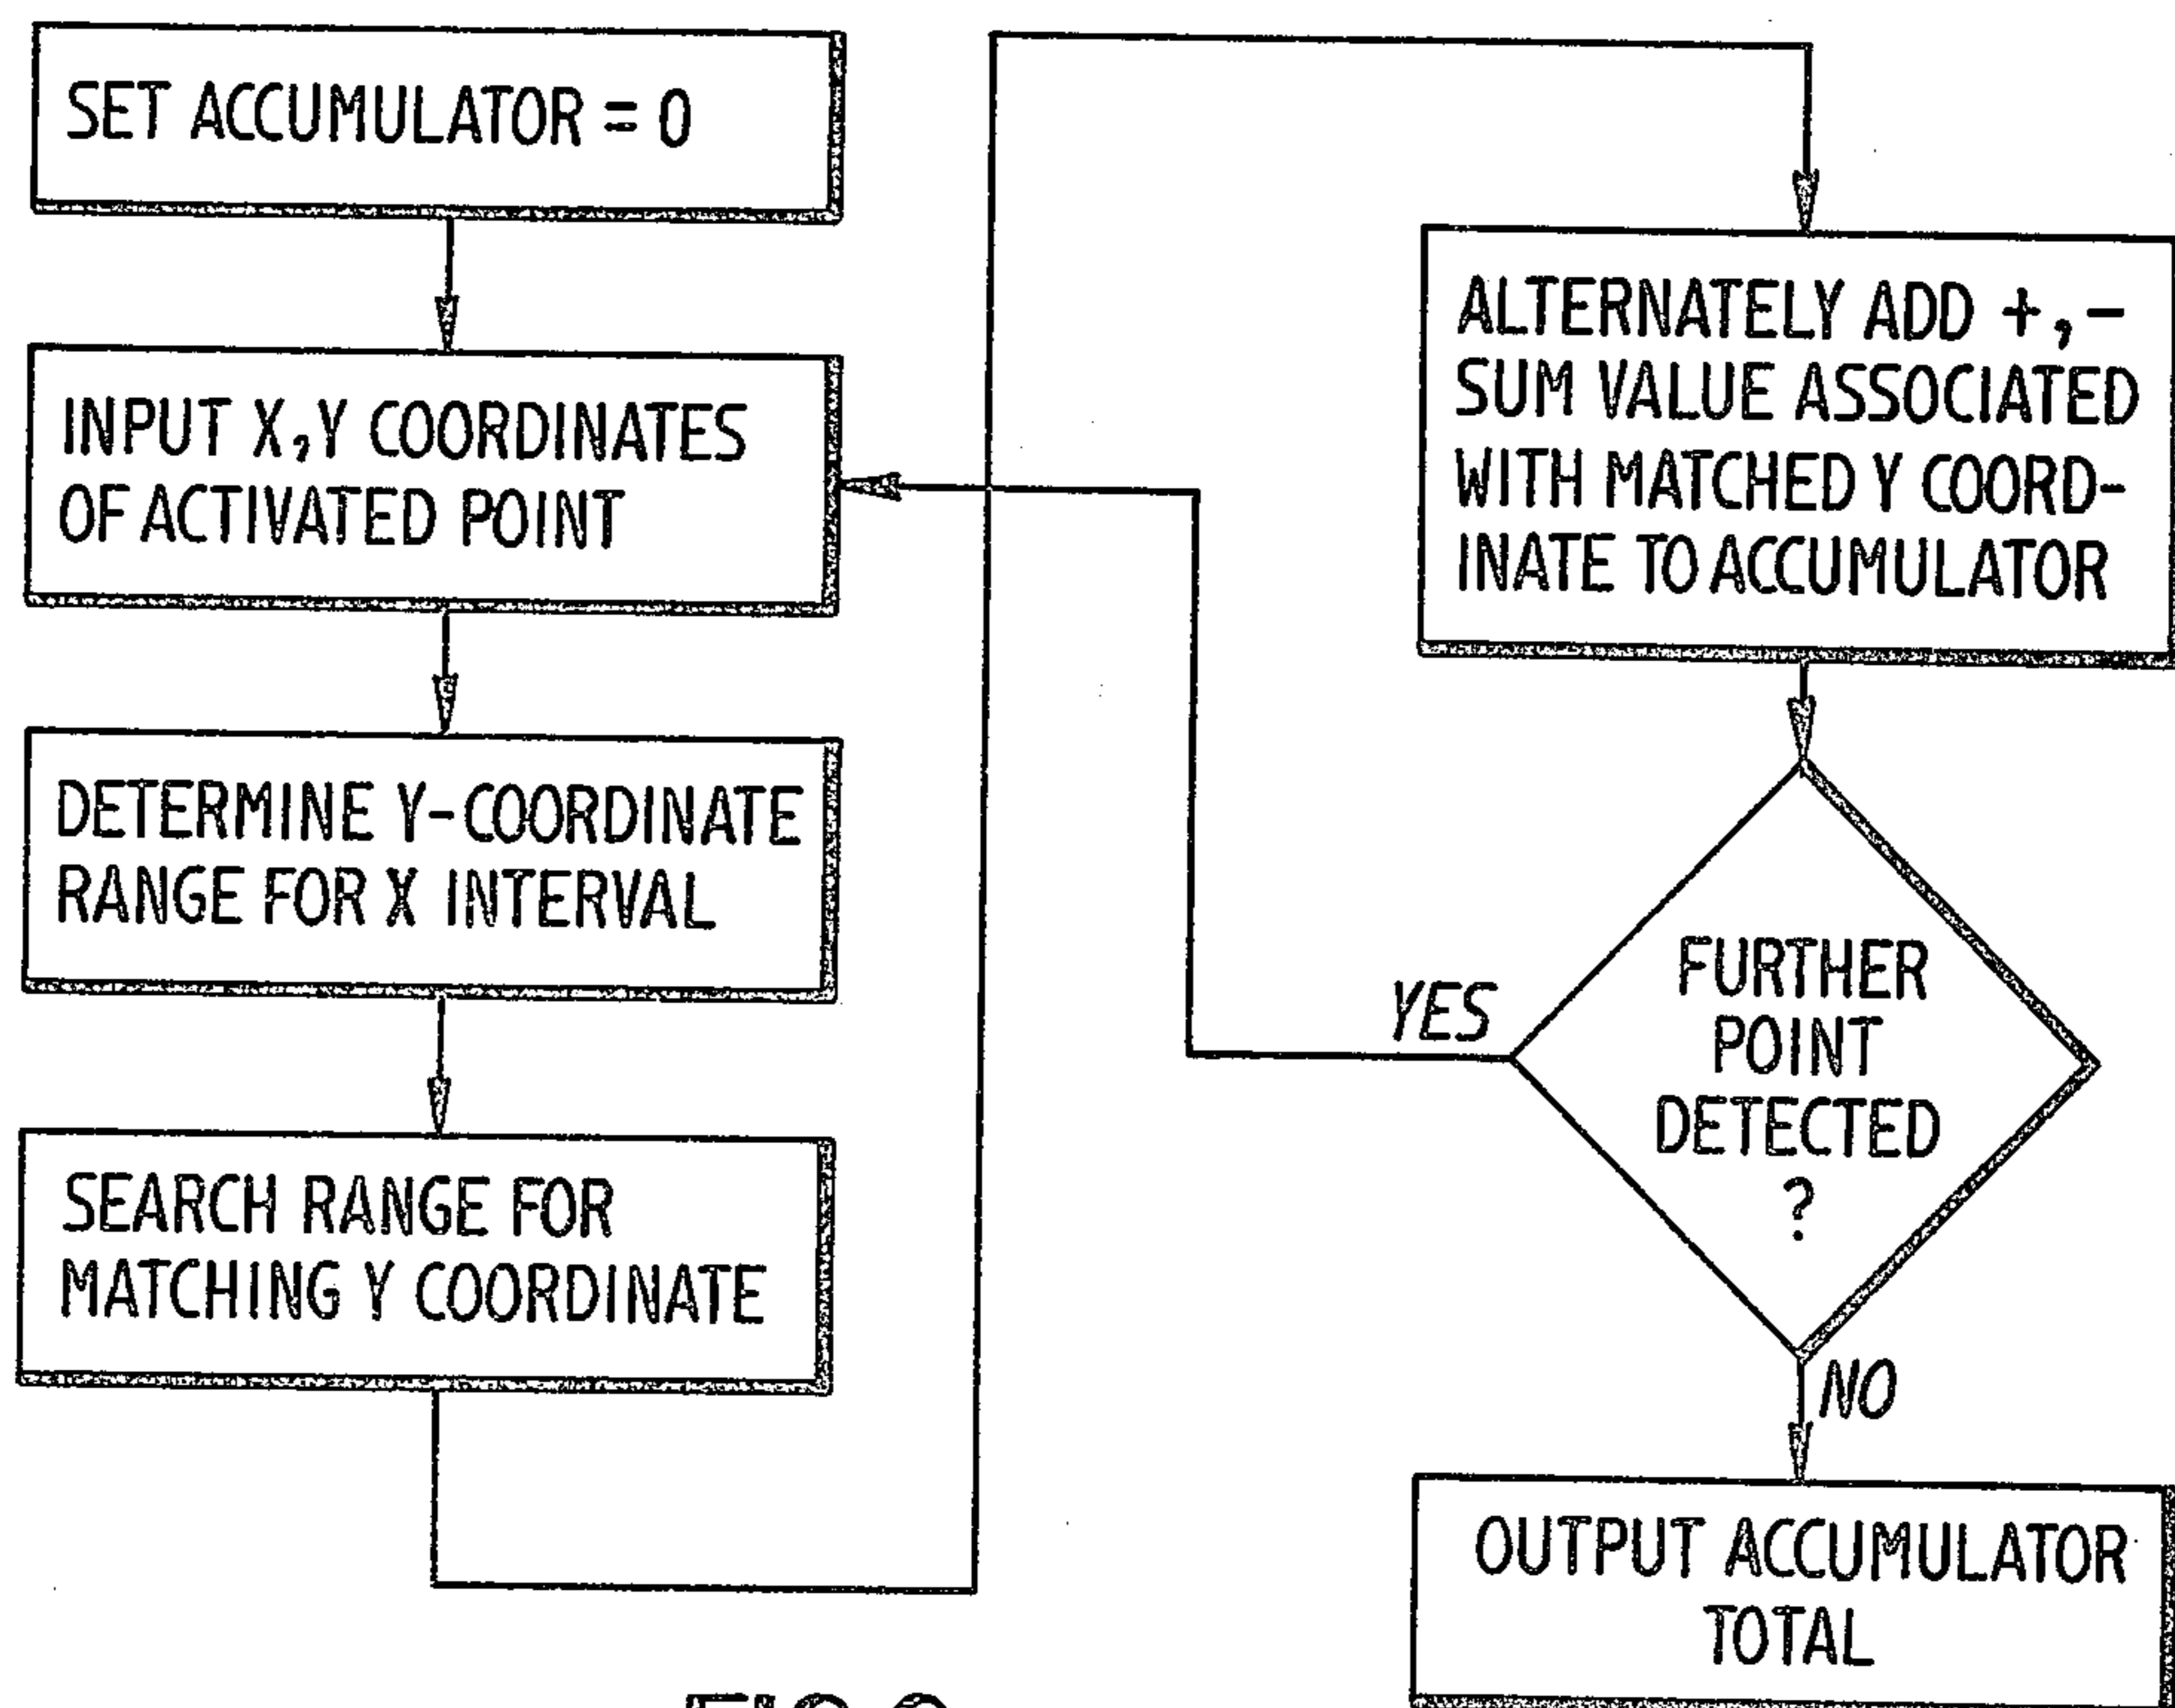 SET ACCUMULATOR = 0
INPUT X,Y COORDINATES
OF ACTIVATED POINT
DETERMINE Y-COORDINATE
RANGE FOR X INTERVAL
SEARCH RANGE FOR
MATCHING Y COORDINATE
ALTERNATELY ADD +,-
SUM VALUE ASSOCIATED
WITH MATCHED Y COORD-
INATE TO ACCUMULATOR
FURTHER
POINT
DETECTED
?
YES
NO
OUTPUT ACCUMULATOR
TOTAL